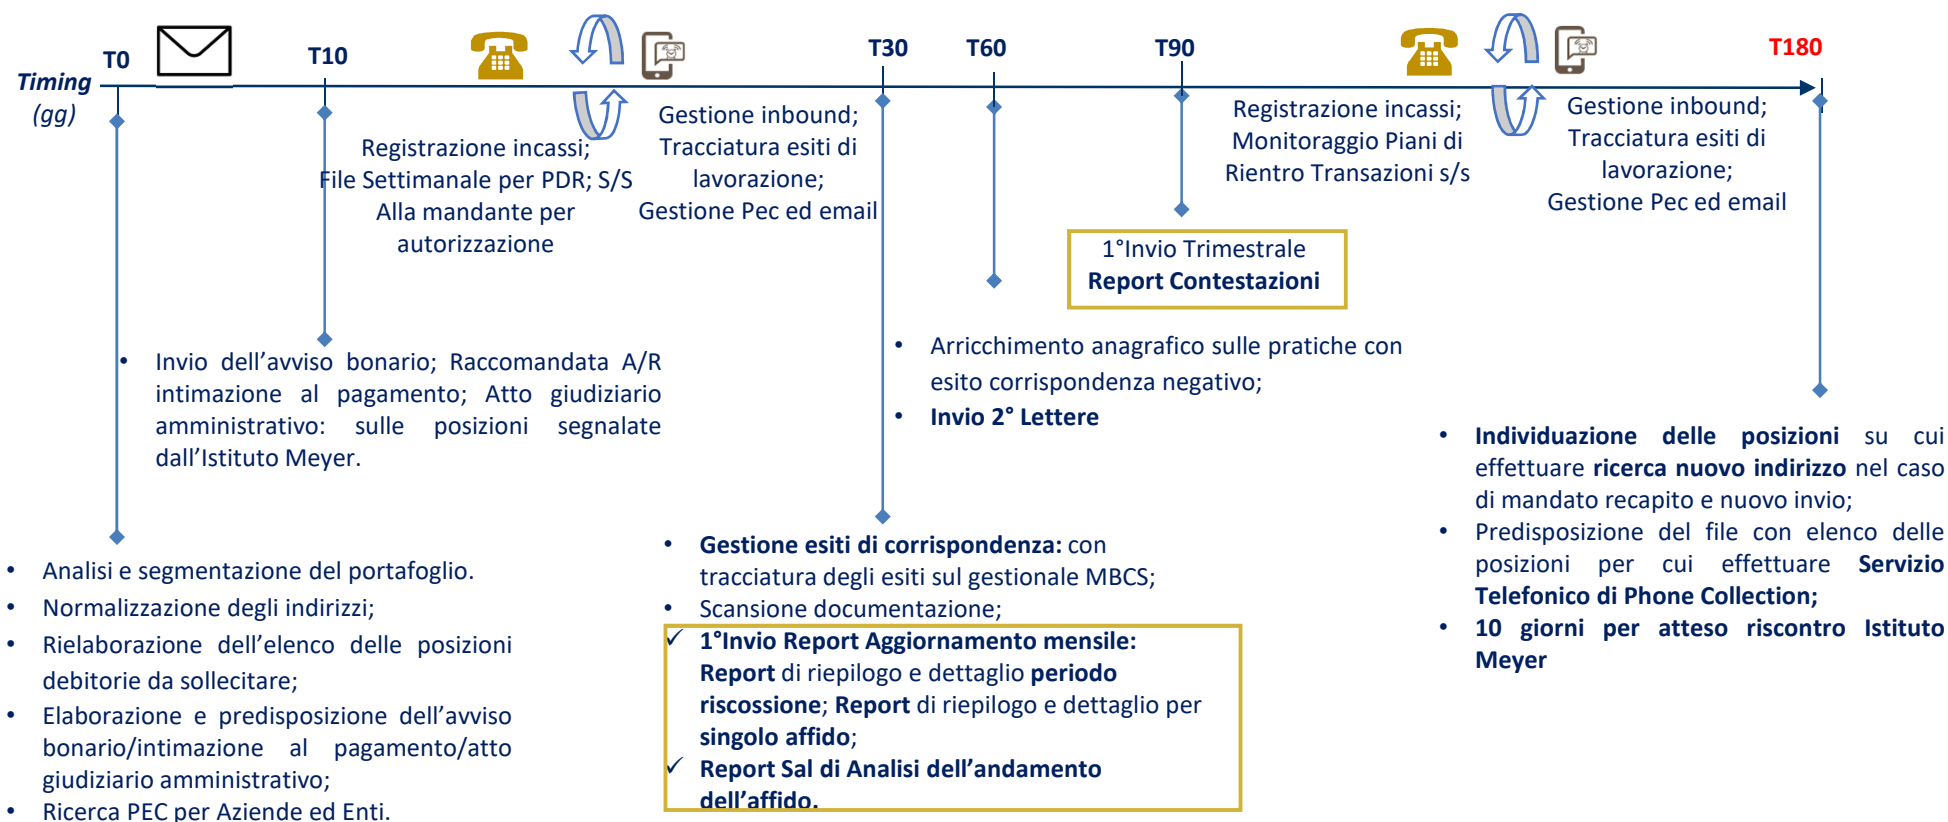 T0
T10
T30
T60
T90
T180
Timing
(gg)
Registrazione incassi;
File Settimanale per PDR; S/S
Alla mandante per
autorizzazione
Gestione inbound;
Tracciatura esiti di
lavorazione;
Gestione Pec ed email
Registrazione incassi;
Monitoraggio Piani di
Rientro Transazioni s/s
Gestione inbound;
Tracciatura esiti di
lavorazione;
Gestione Pec ed email
1°Invio Trimestrale
Report Contestazioni
• Invio dell’avviso bonario; Raccomandata A/R
intimazione al pagamento; Atto giudiziario
amministrativo: sulle posizioni segnalate
dall’Istituto Meyer.
• Arricchimento anagrafico sulle pratiche con
esito corrispondenza negativo;
• Invio 2° Lettere
• Individuazione delle posizioni su cui
effettuare ricerca nuovo indirizzo nel caso
di mandato recapito e nuovo invio;
• Predisposizione del file con elenco delle
posizioni per cui effettuare Servizio
Telefonico di Phone Collection;
• 10 giorni per atteso riscontro Istituto
Meyer
• Analisi e segmentazione del portafoglio.
• Normalizzazione degli indirizzi;
• Rielaborazione dell’elenco delle posizioni
debitorie da sollecitare;
• Elaborazione e predisposizione dell’avviso
bonario/intimazione al pagamento/atto
giudiziario amministrativo;
• Ricerca PEC per Aziende ed Enti.
• Gestione esiti di corrispondenza: con
tracciatura degli esiti sul gestionale MBCS;
• Scansione documentazione;
✓ 1°Invio Report Aggiornamento mensile:
Report di riepilogo e dettaglio periodo
riscossione; Report di riepilogo e dettaglio per
singolo affido;
✓ Report Sal di Analisi dell’andamento
dell’affido.